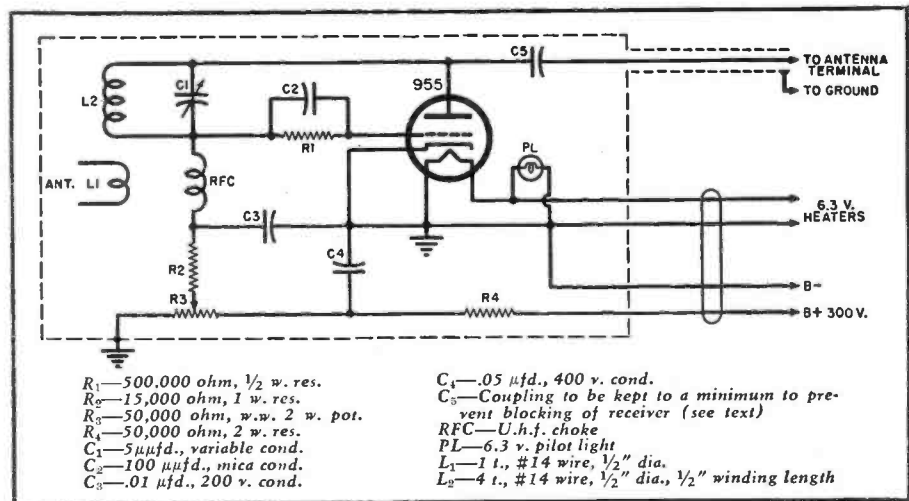 C5
TO ANTENNA
TERMINAL
TO GROUND
955
L2
C1
C2
R1
PL
ANT. L1
RFC
6.3 V.
HEATERS
C3
C4
R2
R3
R4
B-
B+ 300 V.
R₁—500,000 ohm, ½ w. res.
R₂—15,000 ohm, 1 w. res.
R₃—50,000 ohm, w.w. 2 w. pot.
R₄—50,000 ohm, 2 w. res.
C₁—5μμfd., variable cond.
C₂—100 μμfd., mica cond.
C₃—.01 μfd., 200 v. cond.
C₄—.05 μfd., 400 v. cond.
C₅—Coupling to be kept to a minimum to pre-
vent blocking of receiver (see text)
RFC—U.h.f. choke
PL—6.3 v. pilot light
L₁—1 t., #14 wire, ½" dia.
L₂—4 t., #14 wire, ½" dia., ½" winding length